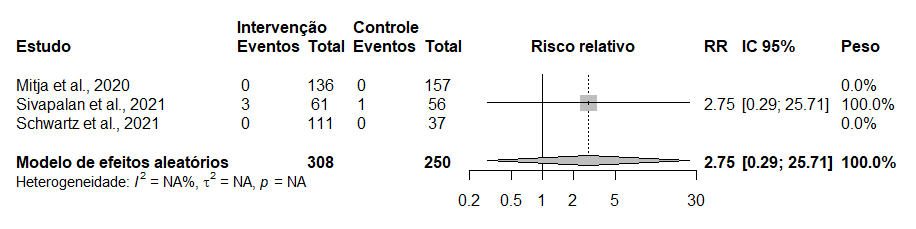 Intervenção Controle
Estudo Eventos Total Eventos Total Risco relativo RR IC 95% Peso
Mitja et al., 2020 0 136 0 157 0.0%
Sivapalan et al., 2021 3 61 1 56 2.75 [0.29; 25.71] 100.0%
Schwartz et al., 2021 0 111 0 37 0.0%
Modelo de efeitos aleatórios 308 250 2.75 [0.29; 25.71] 100.0%
Heterogeneidade: I² = NA%, τ² = NA, p = NA
0.2 0.5 1 2 5 30